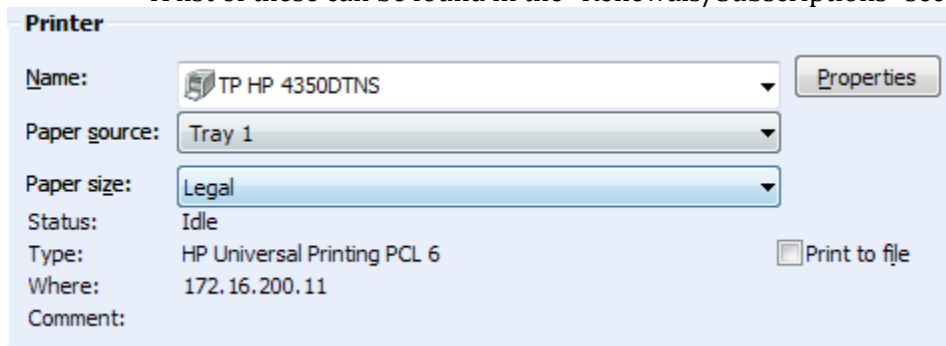 Printer
Name: TP HP 4350DTNS Properties
Paper source: Tray 1
Paper size: Legal
Status: Idle
Type: HP Universal Printing PCL 6 Print to file
Where: 172.16.200.11
Comment: